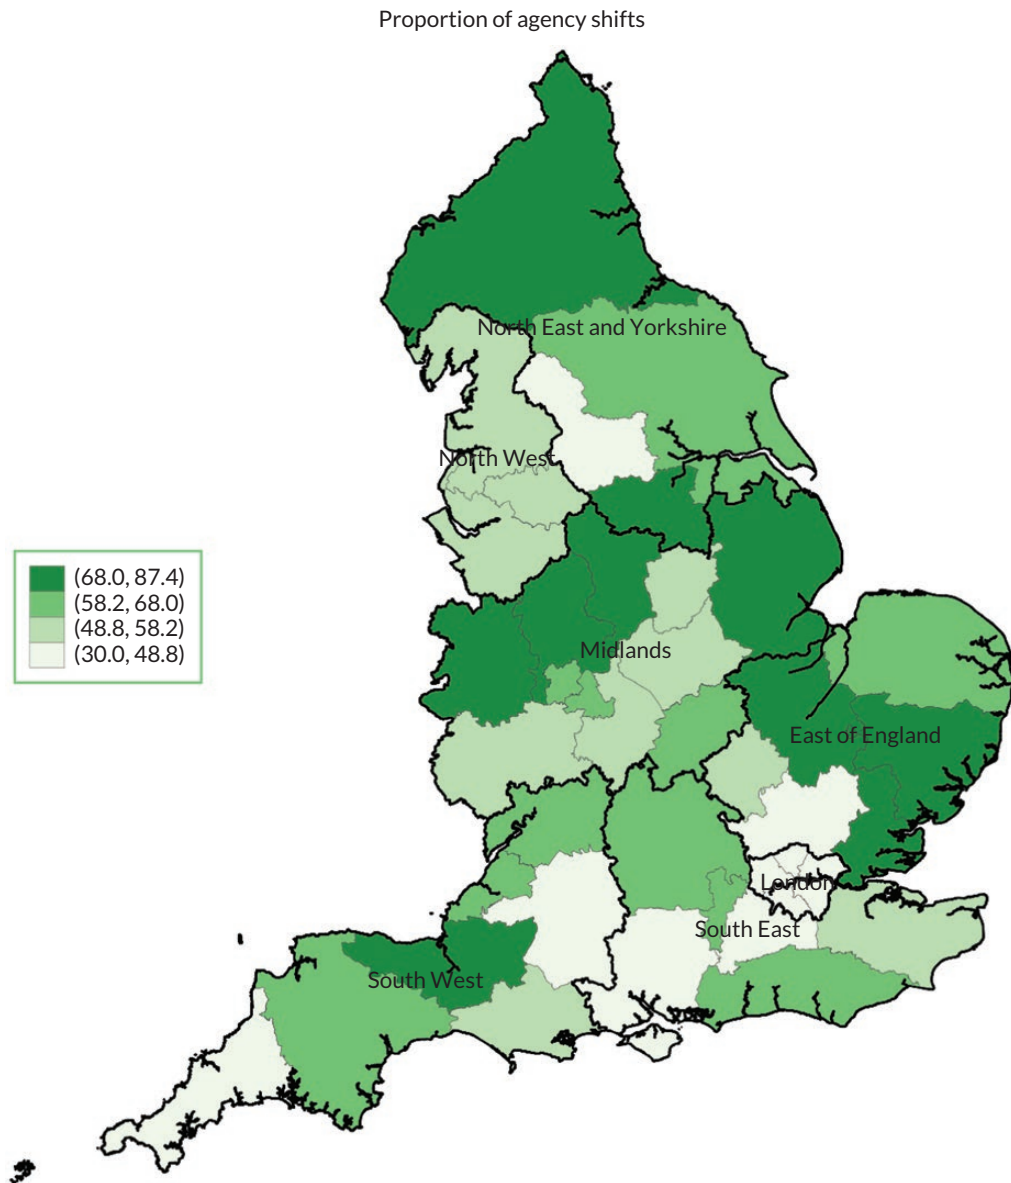 Proportion of agency shifts
North East and Yorkshire
North West
(68.0, 87.4)
(58.2, 68.0)
(48.8, 58.2)
(30.0, 48.8)
Midlands
East of England
London
South East
South West